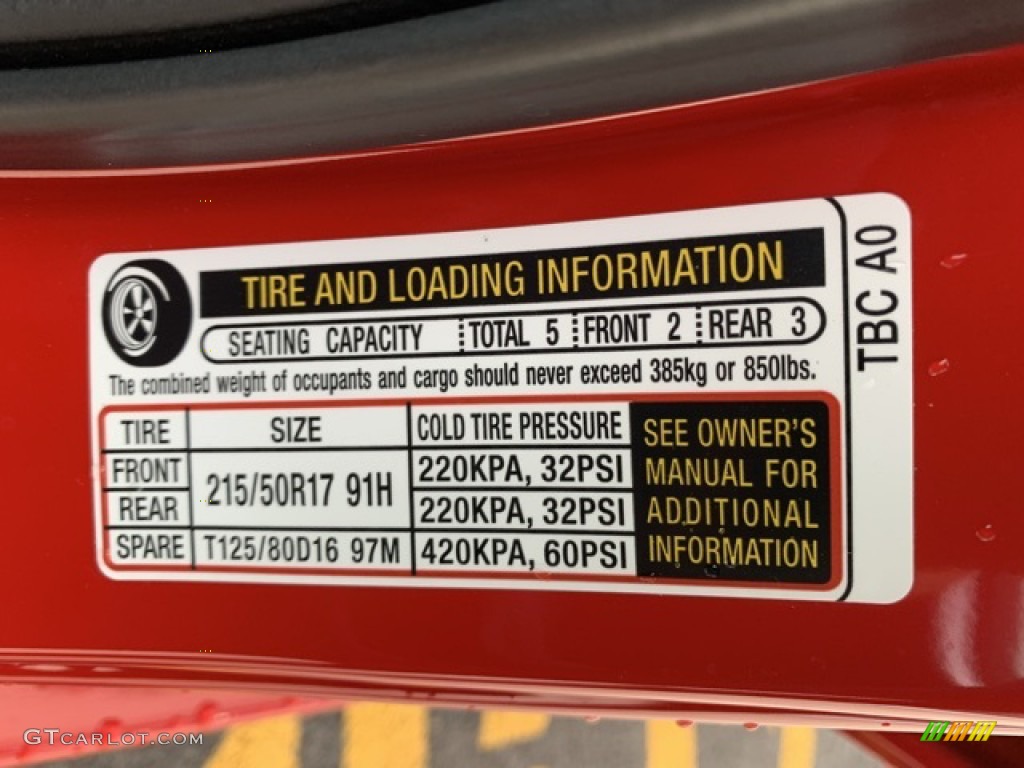 TIRE AND LOADING INFORMATION
SEATING CAPACITY TOTAL 5 FRONT 2 REAR 3
The combined weight of occupants and cargo should never exceed 385kg or 850lbs.
TIRE SIZE COLD TIRE PRESSURE
FRONT 215/50R17 91H 220KPA, 32PSI
REAR 220KPA, 32PSI
SPARE T125/80D16 97M 420KPA, 60PSI
SEE OWNER'S
MANUAL FOR
ADDITIONAL
INFORMATION
TBC A0
GTCARLOT.COM